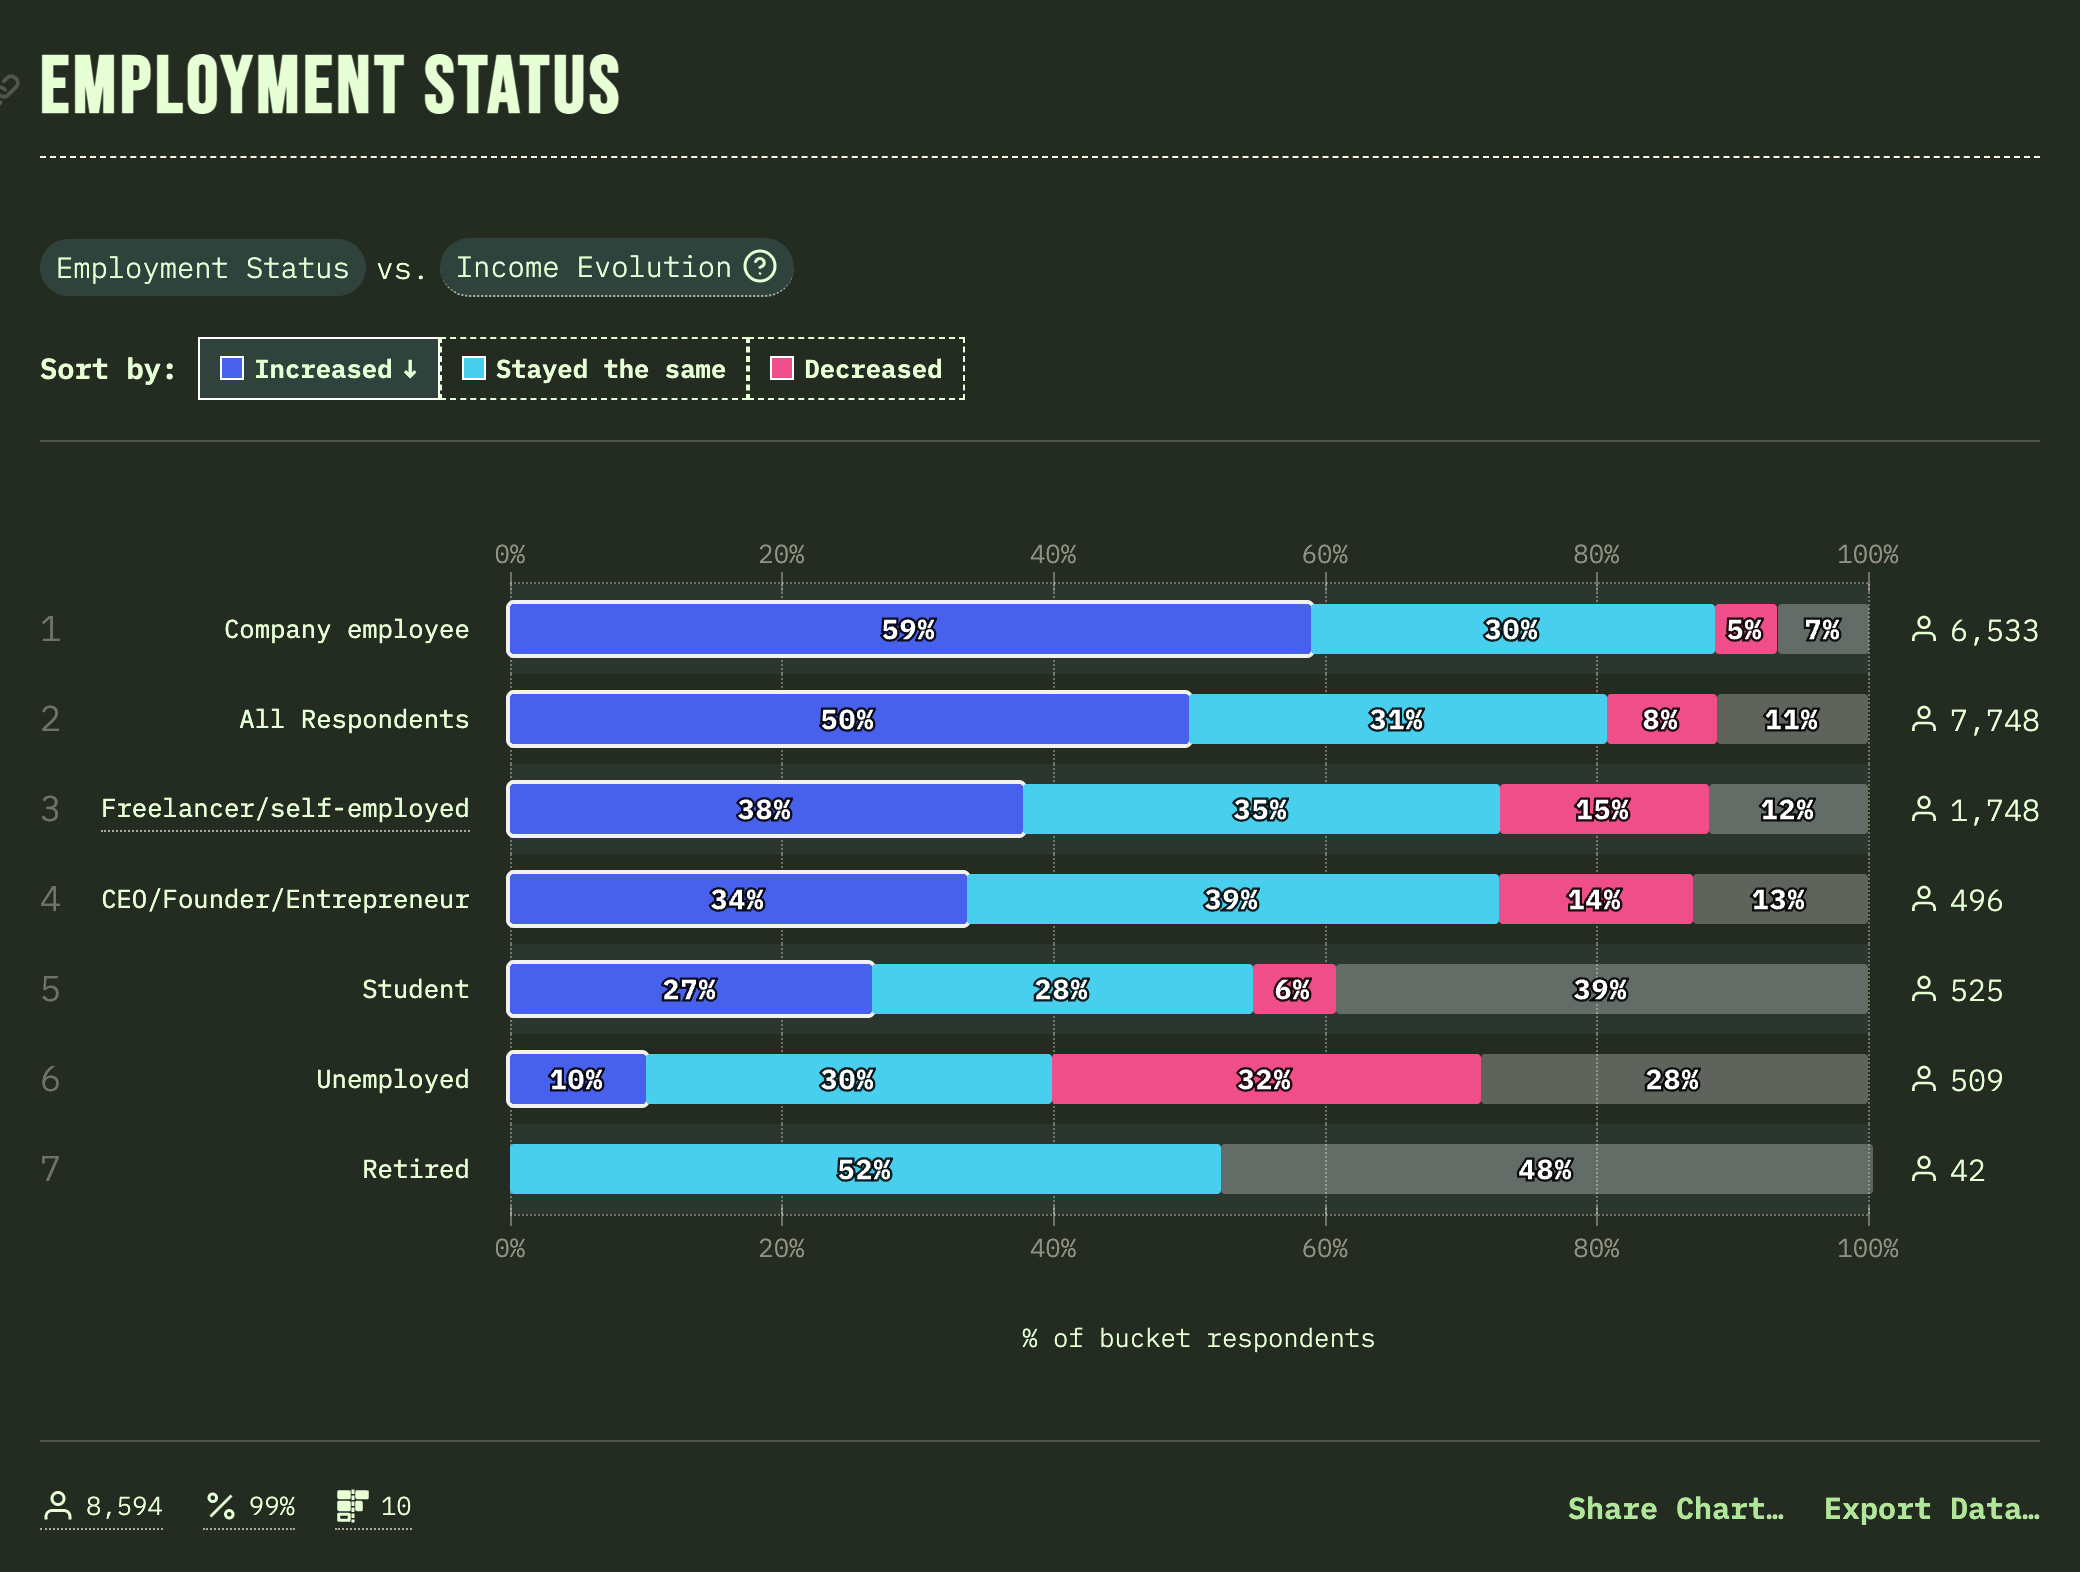 EMPLOYMENT STATUS
Employment Status vs. Income Evolution ?
Sort by: Increased ↓ Stayed the same Decreased
0% 20% 40% 60% 80% 100%
1 Company employee 59% 30% 5% 7% 6,533
2 All Respondents 50% 31% 8% 11% 7,748
3 Freelancer/self-employed 38% 35% 15% 12% 1,748
4 CEO/Founder/Entrepreneur 34% 39% 14% 13% 496
5 Student 27% 28% 6% 39% 525
6 Unemployed 10% 30% 32% 28% 509
7 Retired 52% 48% 42
0% 20% 40% 60% 80% 100%
% of bucket respondents
8,594 % 99% 10 Share Chart… Export Data…